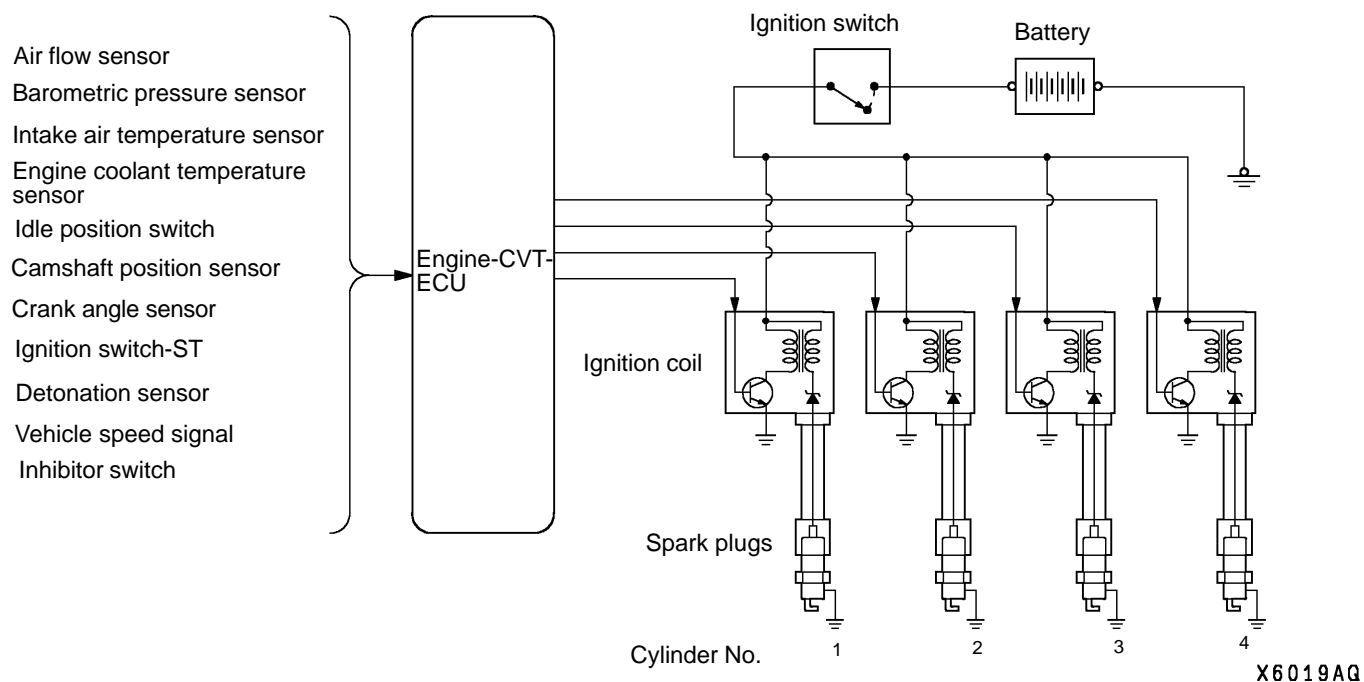 Ignition switch
Battery
Air flow sensor
Barometric pressure sensor
Intake air temperature sensor
Engine coolant temperature
sensor
Idle position switch
Camshaft position sensor
Crank angle sensor
Ignition switch-ST
Detonation sensor
Vehicle speed signal
Inhibitor switch
Engine-CVT-
ECU
Ignition coil
Spark plugs
Cylinder No. 1 2 3 4
X6019AQ